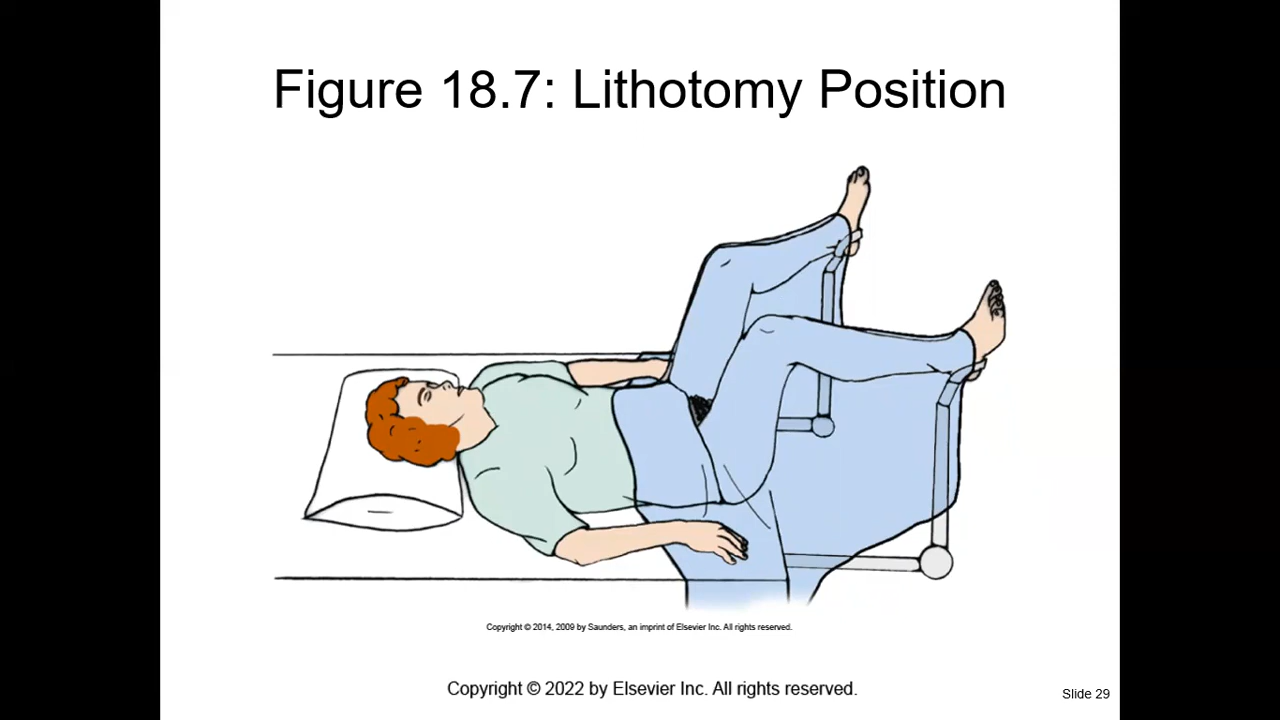 Figure 18.7: Lithotomy Position
Copyright © 2014, 2009 by Saunders, an imprint of Elsevier Inc. All rights reserved.
Copyright © 2022 by Elsevier Inc. All rights reserved.
Slide 29